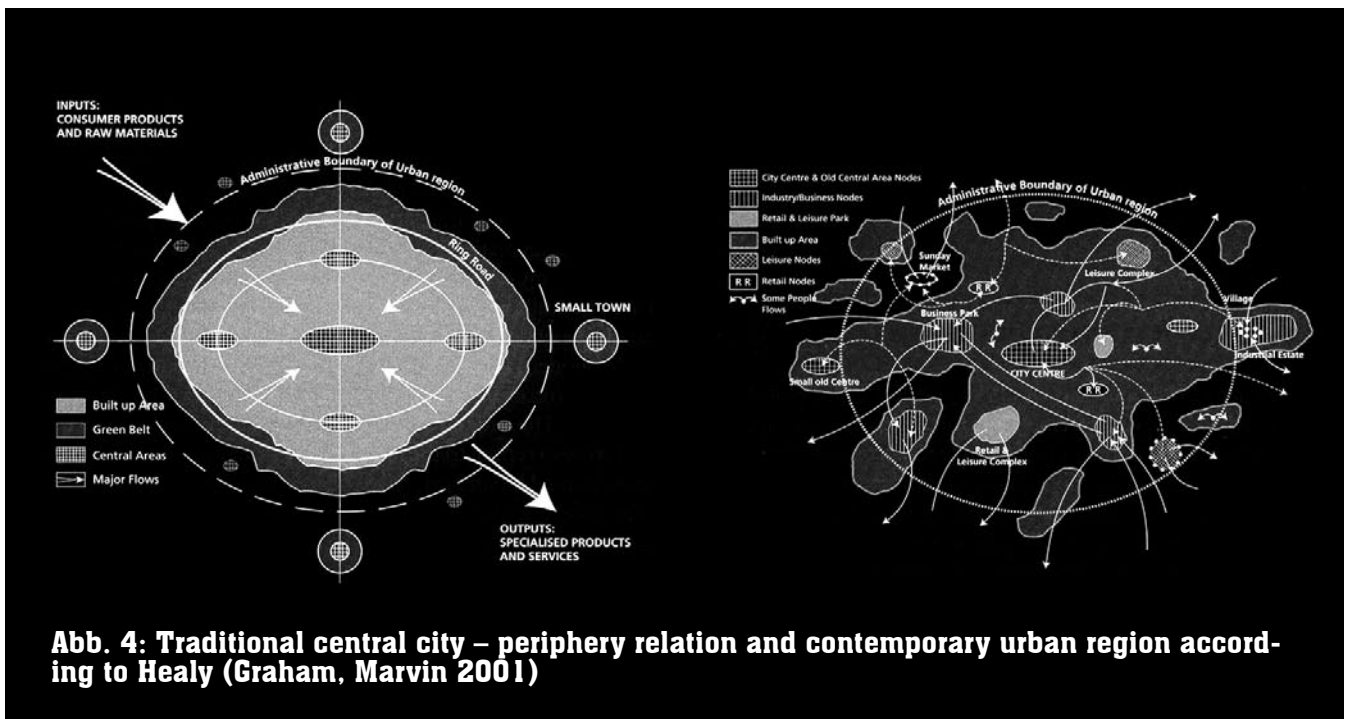 INPUTS:
CONSUMER PRODUCTS
AND RAW MATERIALS
Administrative Boundary of Urban region
Ring Road
SMALL TOWN
Built up Area
Green Belt
Central Areas
Major Flows
OUTPUTS:
SPECIALISED PRODUCTS
AND SERVICES
City Centre & Old Central Area Nodes
Industry/Business Nodes
Retail & Leisure Park
Built up Area
Leisure Nodes
R R
Retail Nodes
Some People
Flows
Administrative Boundary of Urban region
Sunday
Market
R R
Leisure Complex
Village
Business Park
Industrial Estate
CITY CENTRE
Small old Centre
R R
Retail &
Leisure Complex
Abb. 4: Traditional central city – periphery relation and contemporary urban region accord-
ing to Healy (Graham, Marvin 2001)